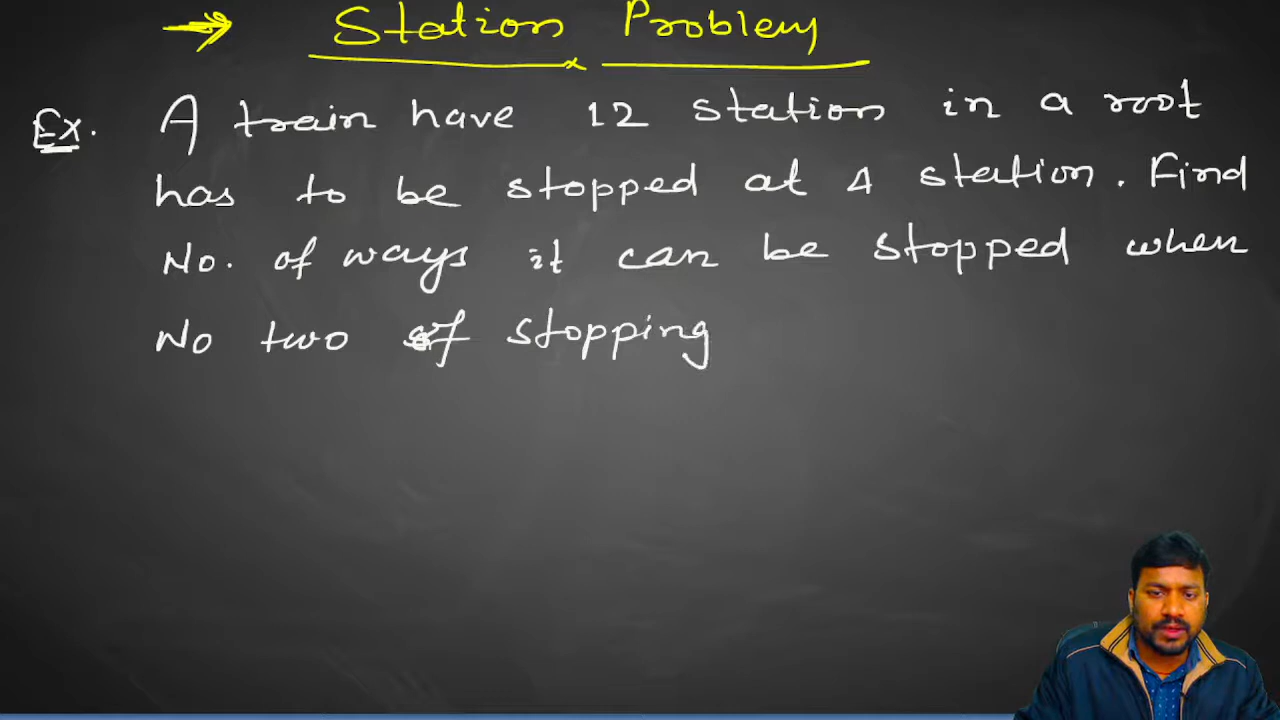 → Station Problem
Ex. A train have 12 station in a root
has to be stopped at 4 station. Find
No. of ways it can be stopped when
No two of stopping